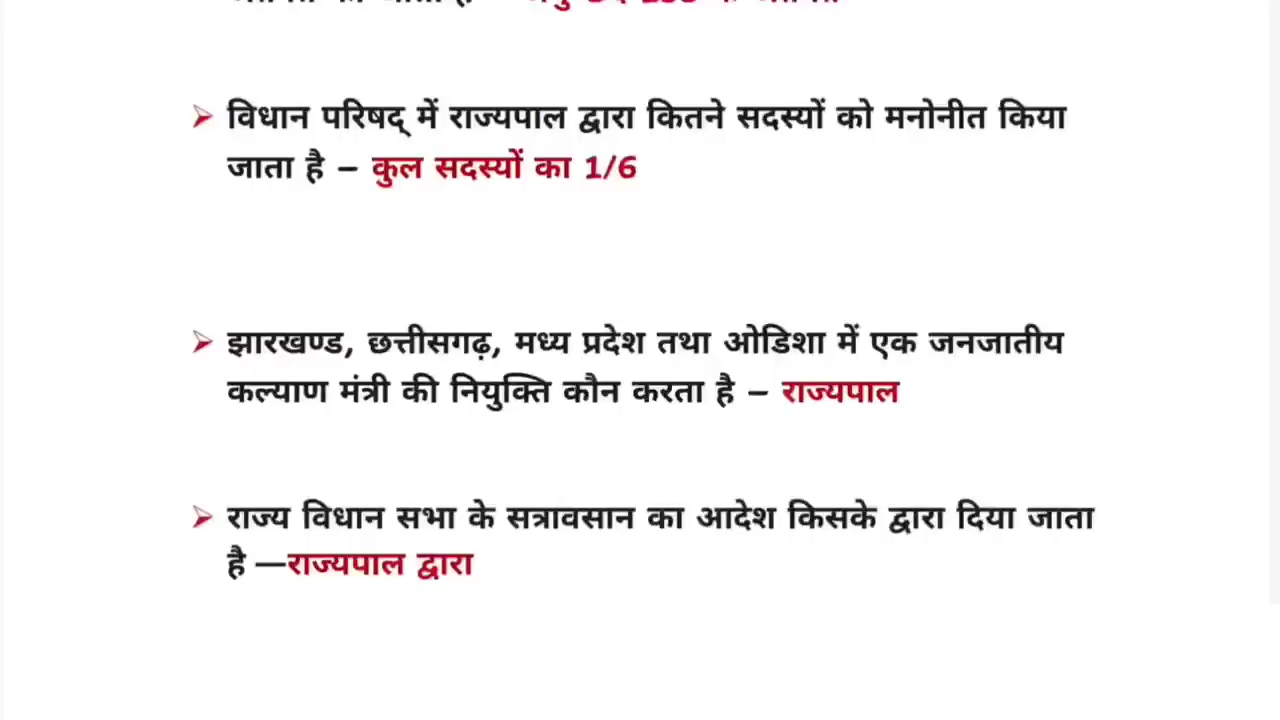 विधान परिषद् में राज्यपाल द्वारा कितने सदस्यों को मनोनीत किया
जाता है – कुल सदस्यों का 1/6
झारखण्ड, छत्तीसगढ़, मध्य प्रदेश तथा ओडिशा में एक जनजातीय
कल्याण मंत्री की नियुक्ति कौन करता है – राज्यपाल
राज्य विधान सभा के सत्रावसान का आदेश किसके द्वारा दिया जाता
है —राज्यपाल द्वारा